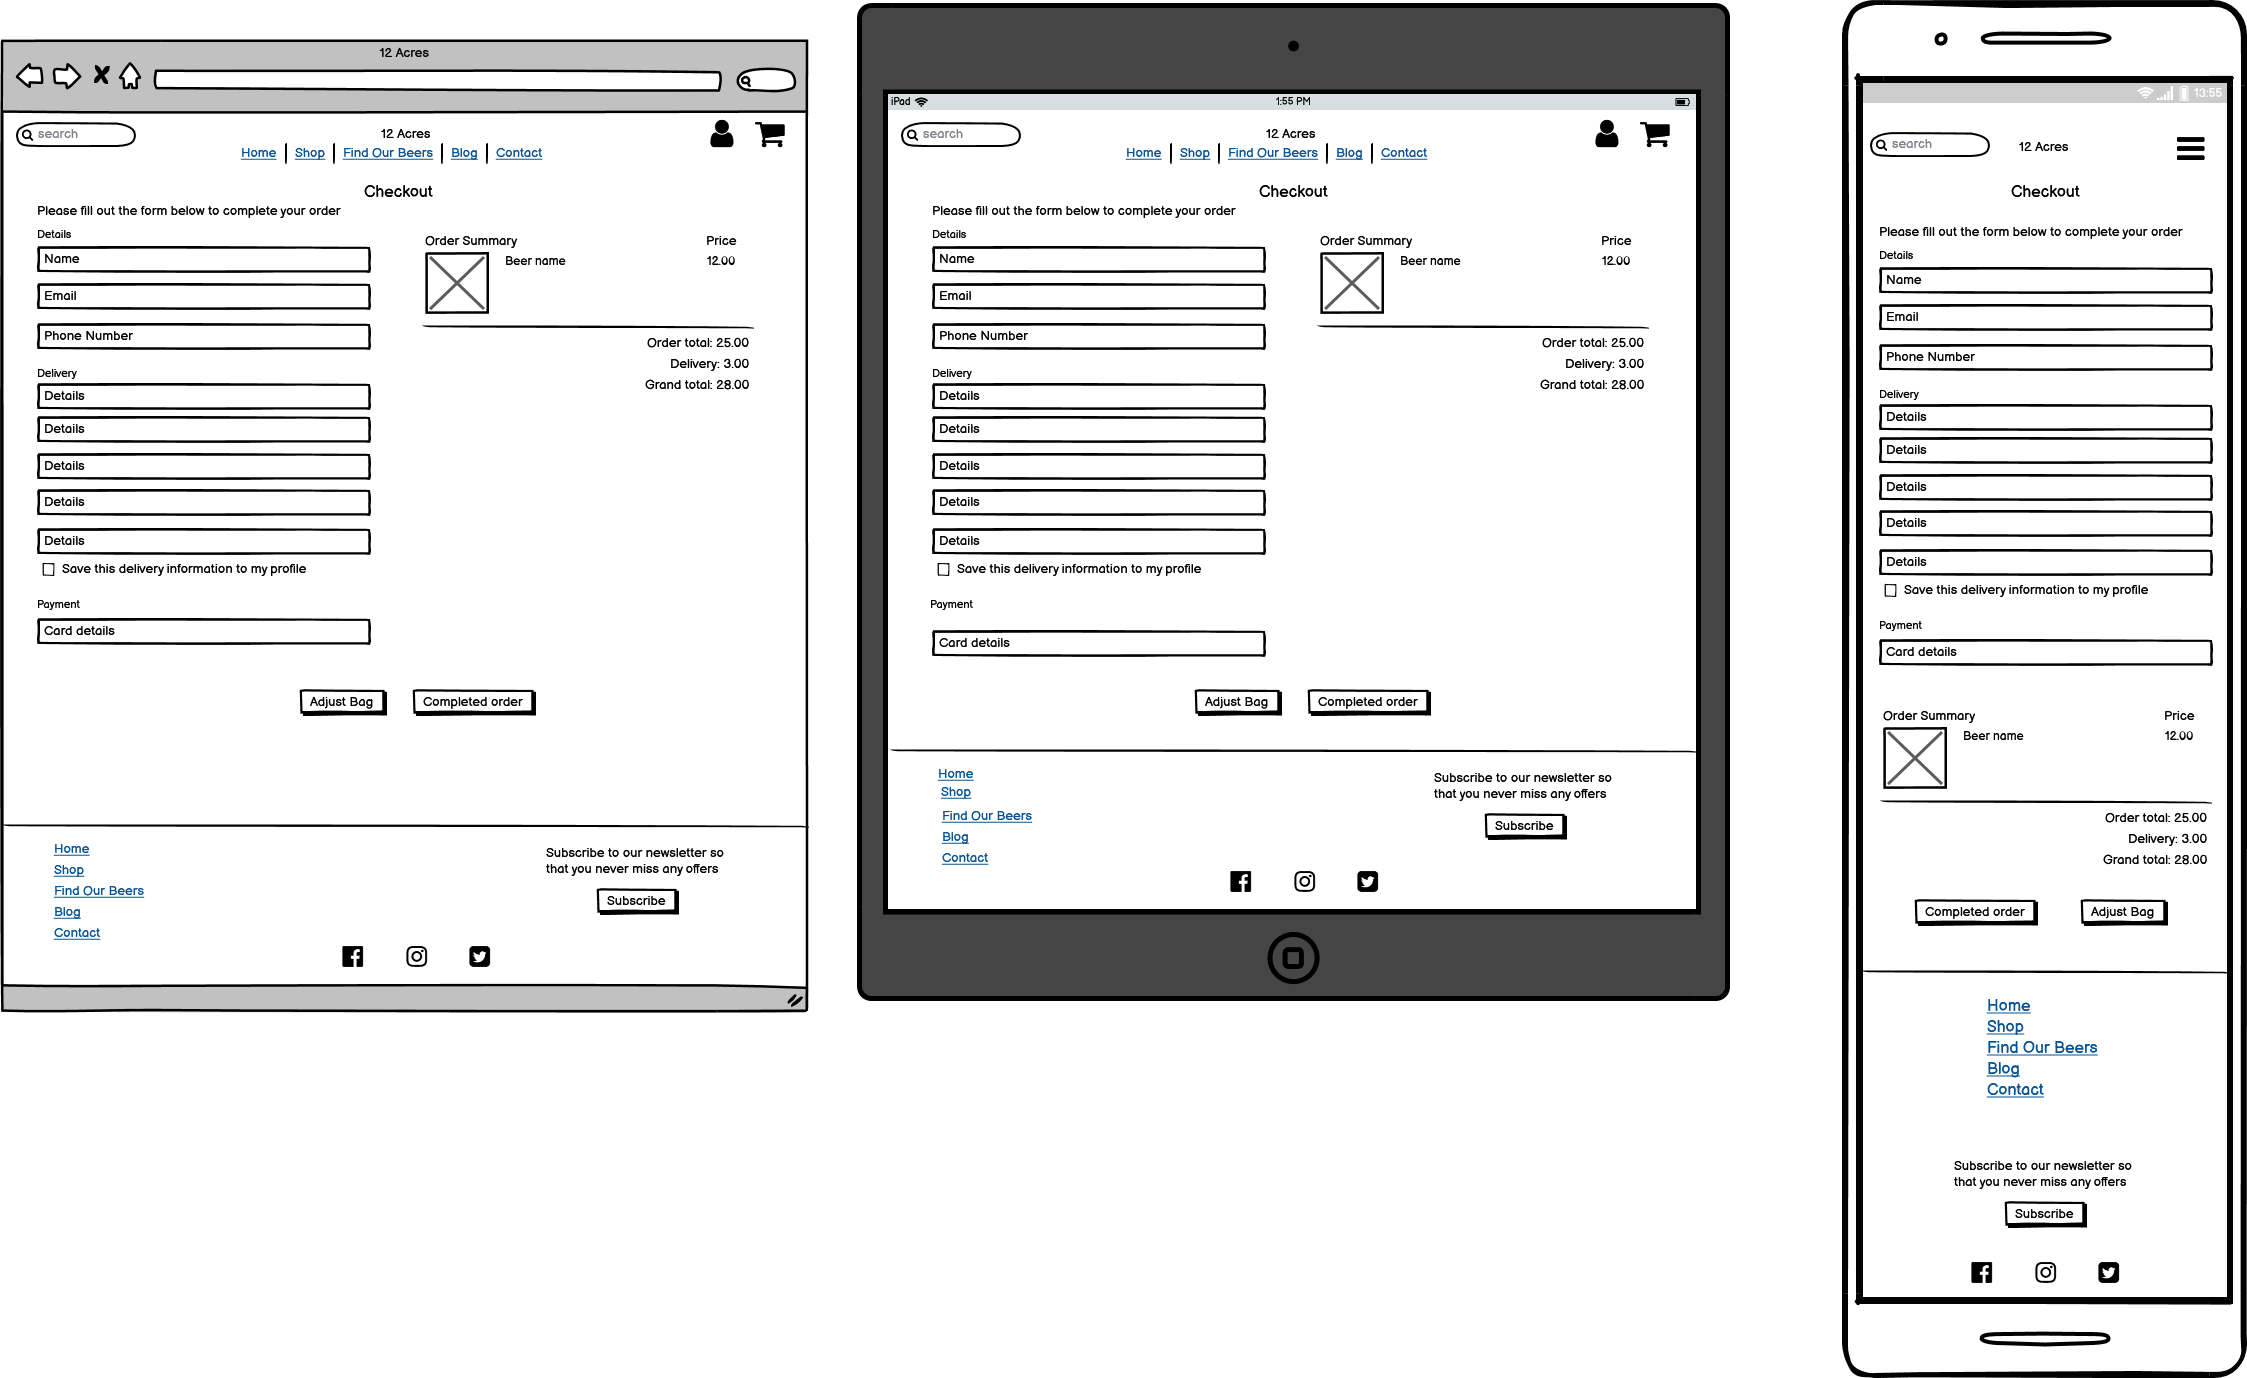 12 Acres
search
12 Acres
Home Shop Find Our Beers Blog Contact
Checkout
Please fill out the form below to complete your order
Details
Name
Email
Phone Number
Delivery
Details
Details
Details
Details
Details
Save this delivery information to my profile
Payment
Card details
Order Summary Price
Beer name 12.00
Order total: 25.00
Delivery: 3.00
Grand total: 28.00
Adjust Bag Completed order
Home
Shop
Find Our Beers
Blog
Contact
Subscribe to our newsletter so
that you never miss any offers
Subscribe
iPad 1:55 PM
search
12 Acres
Home Shop Find Our Beers Blog Contact
Checkout
Please fill out the form below to complete your order
Details
Name
Email
Phone Number
Delivery
Details
Details
Details
Details
Details
Save this delivery information to my profile
Payment
Card details
Order Summary Price
Beer name 12.00
Order total: 25.00
Delivery: 3.00
Grand total: 28.00
Adjust Bag Completed order
Home
Shop
Find Our Beers
Blog
Contact
Subscribe to our newsletter so
that you never miss any offers
Subscribe
13:55
search 12 Acres
Checkout
Please fill out the form below to complete your order
Details
Name
Email
Phone Number
Delivery
Details
Details
Details
Details
Details
Save this delivery information to my profile
Payment
Card details
Order Summary Price
Beer name 12.00
Order total: 25.00
Delivery: 3.00
Grand total: 28.00
Completed order Adjust Bag
Home
Shop
Find Our Beers
Blog
Contact
Subscribe to our newsletter so
that you never miss any offers
Subscribe